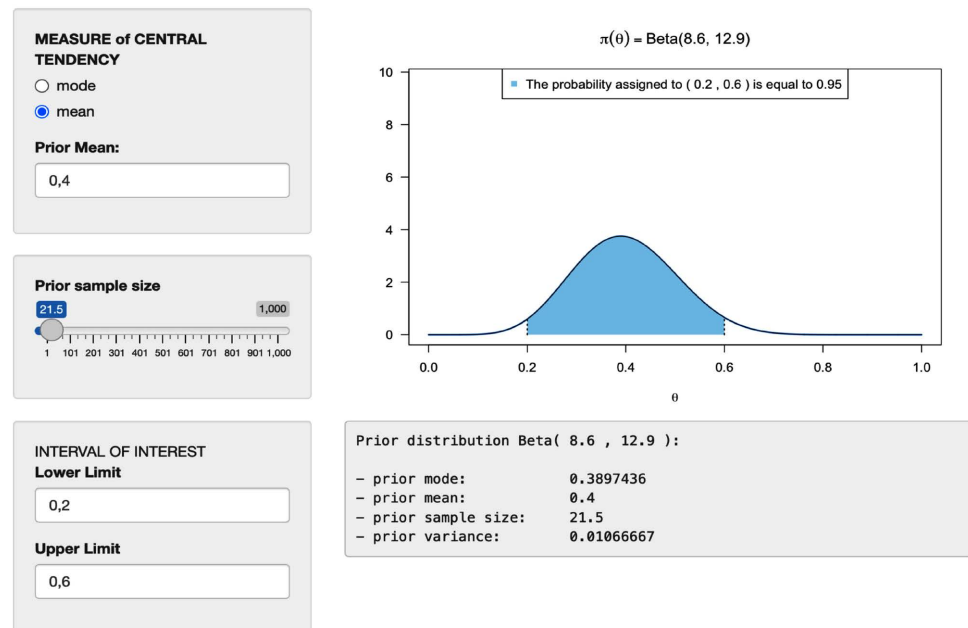 MEASURE of CENTRAL
TENDENCY
mode
mean
Prior Mean:
0,4
Prior sample size
21.5
1,000
1 101 201 301 401 501 601 701 801 901 1,000
INTERVAL OF INTEREST
Lower Limit
0,2
Upper Limit
0,6
π(θ) = Beta(8.6, 12.9)
The probability assigned to ( 0.2 , 0.6 ) is equal to 0.95
10
8
6
4
2
0
0.0 0.2 0.4 0.6 0.8 1.0
θ
Prior distribution Beta( 8.6 , 12.9 ):
– prior mode: 0.3897436
– prior mean: 0.4
– prior sample size: 21.5
– prior variance: 0.01066667